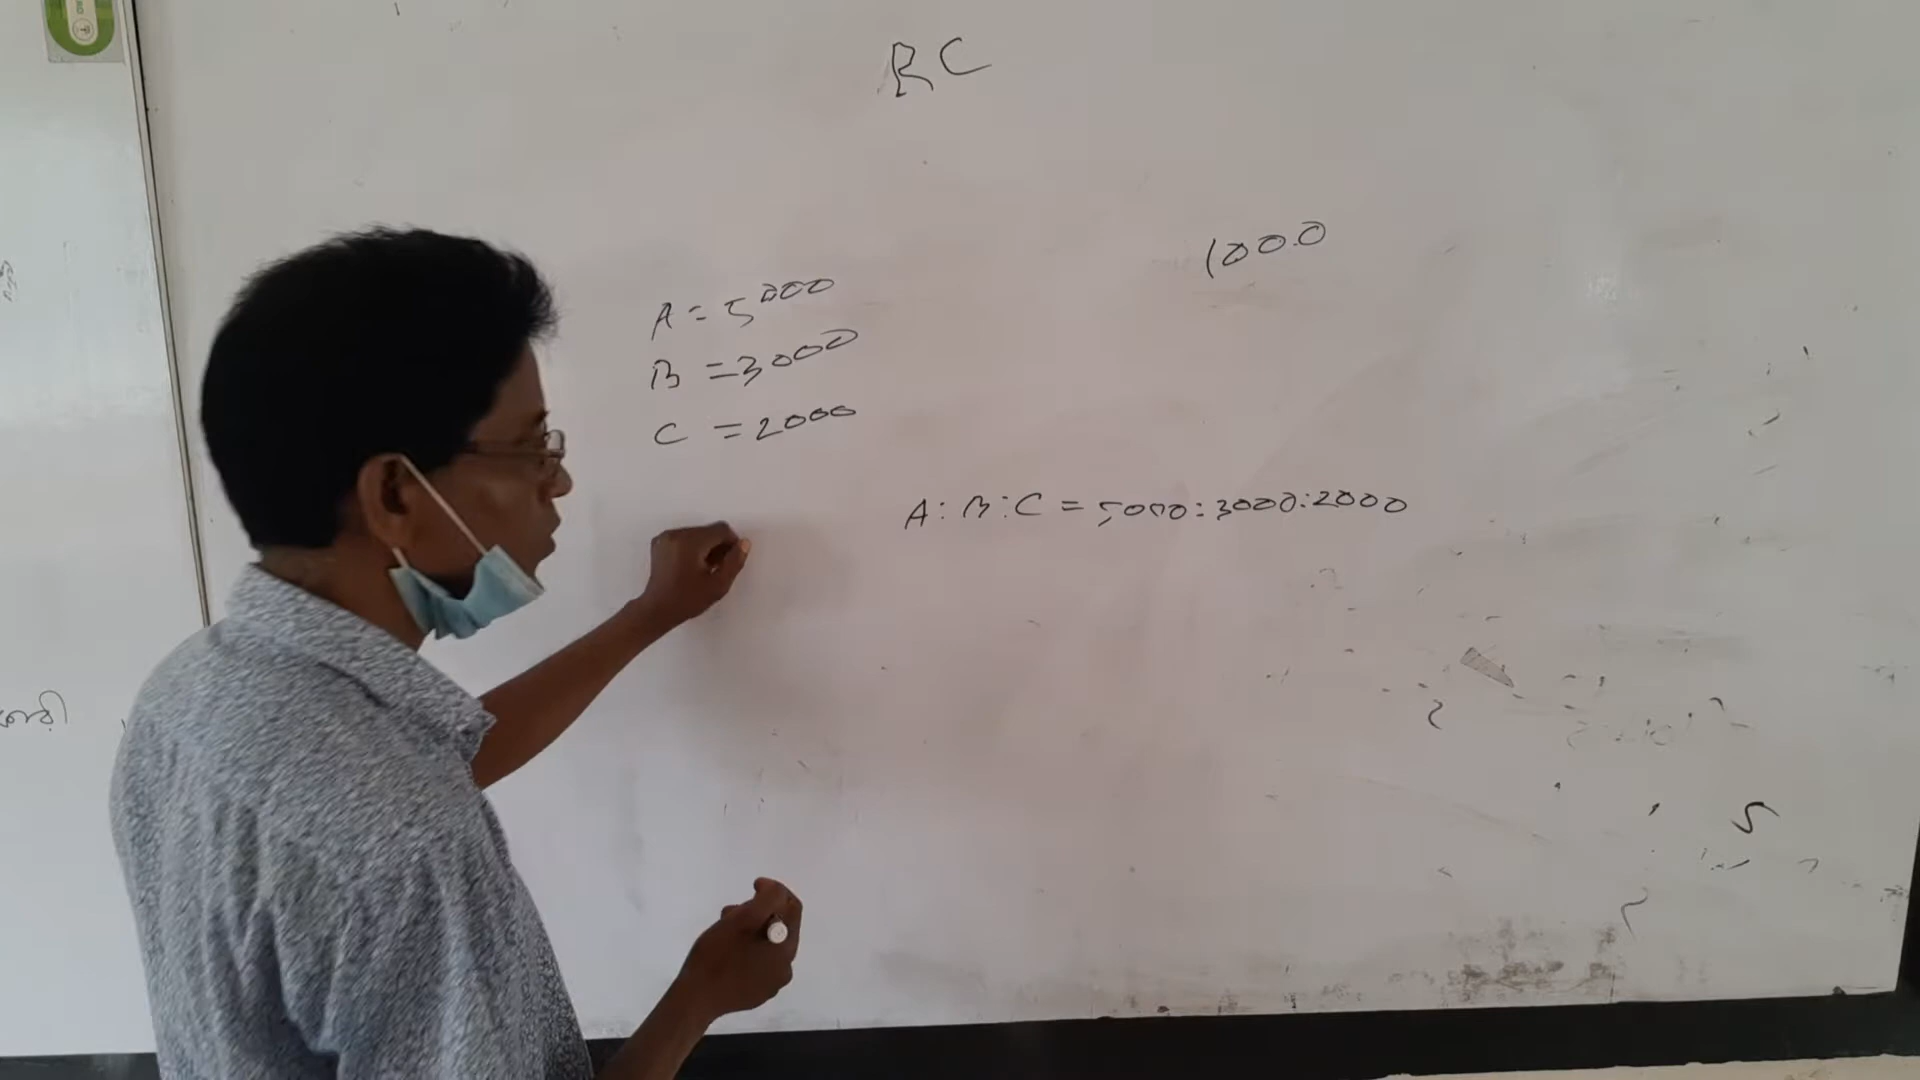 RC
1000
A = 5000
B = 3000
C = 2000
A : B : C = 5000 : 3000 : 2000